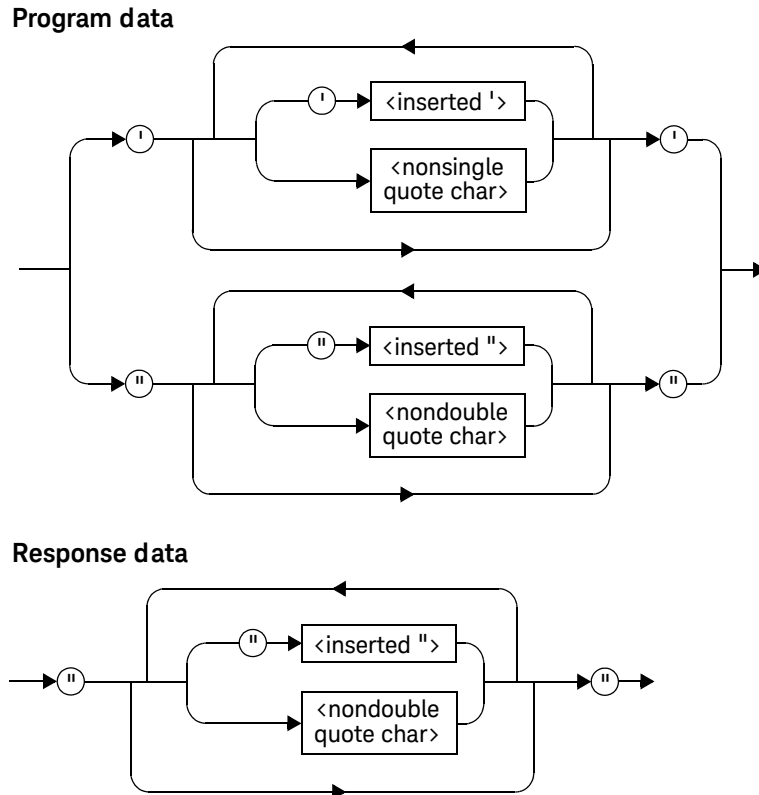 Program data
'
<inserted '>
'
'
<nonsingle
quote char>
"
<inserted ">
"
"
<nondouble
quote char>
Response data
"
<inserted ">
"
"
<nondouble
quote char>